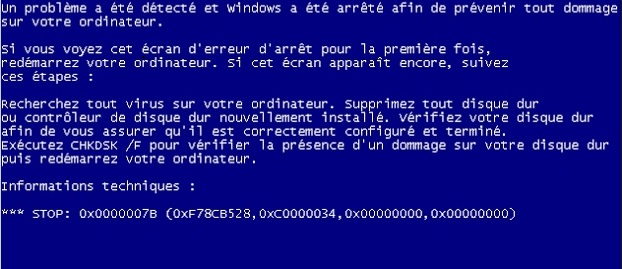 Un problème a été détecté et Windows a été arrêté afin de prévenir tout dommage
sur votre ordinateur.
Si vous voyez cet écran d'erreur d'arrêt pour la première fois,
redémarrez votre ordinateur. Si cet écran apparaît encore, suivez
ces étapes :
Recherchez tout virus sur votre ordinateur. Supprimez tout disque dur
ou contrôleur de disque dur nouvellement installé. Vérifiez votre disque dur
afin de vous assurer qu'il est correctement configuré et terminé.
Exécutez CHKDSK /F pour vérifier la présence d'un dommage sur votre disque dur
puis redémarrez votre ordinateur.
Informations techniques :
*** STOP: 0x0000007B (0xF78CB528,0xC0000034,0x00000000,0x00000000)